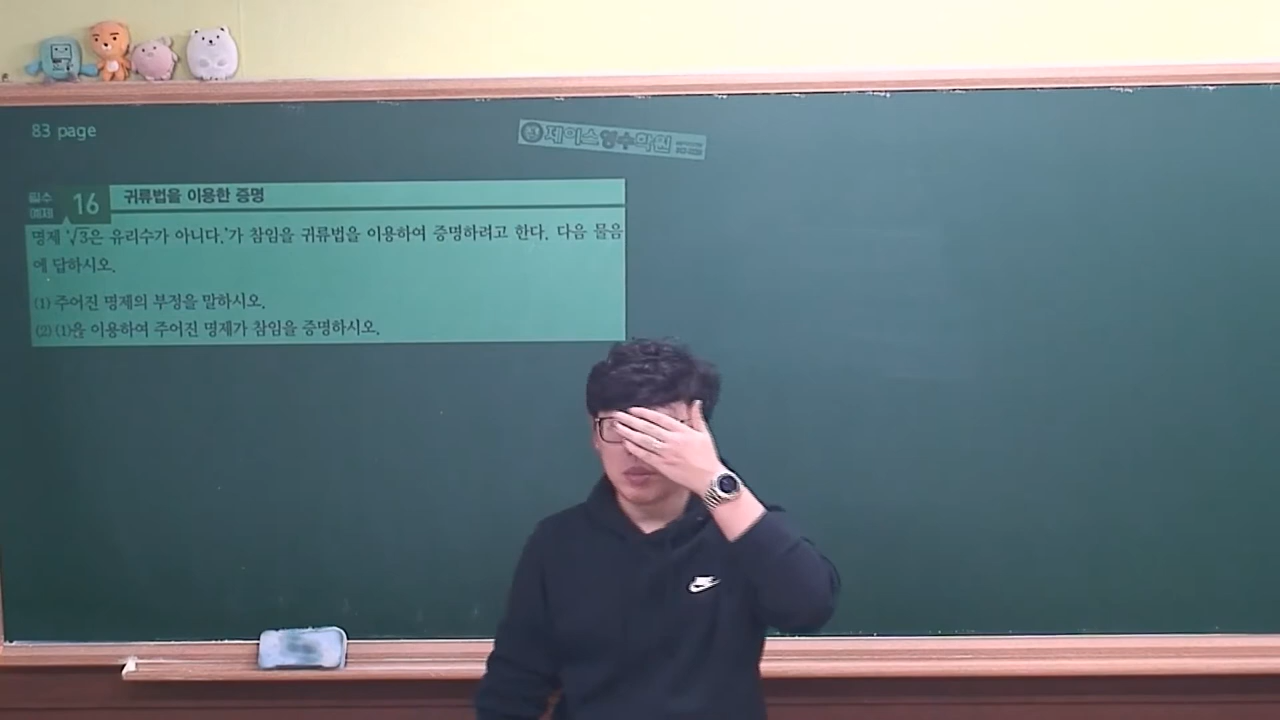 83 page
제이스영수학원
필수
예제
16 귀류법을 이용한 증명
명제 '√3은 유리수가 아니다.'가 참임을 귀류법을 이용하여 증명하려고 한다. 다음 물음
에 답하시오.
(1) 주어진 명제의 부정을 말하시오.
(2) (1)을 이용하여 주어진 명제가 참임을 증명하시오.